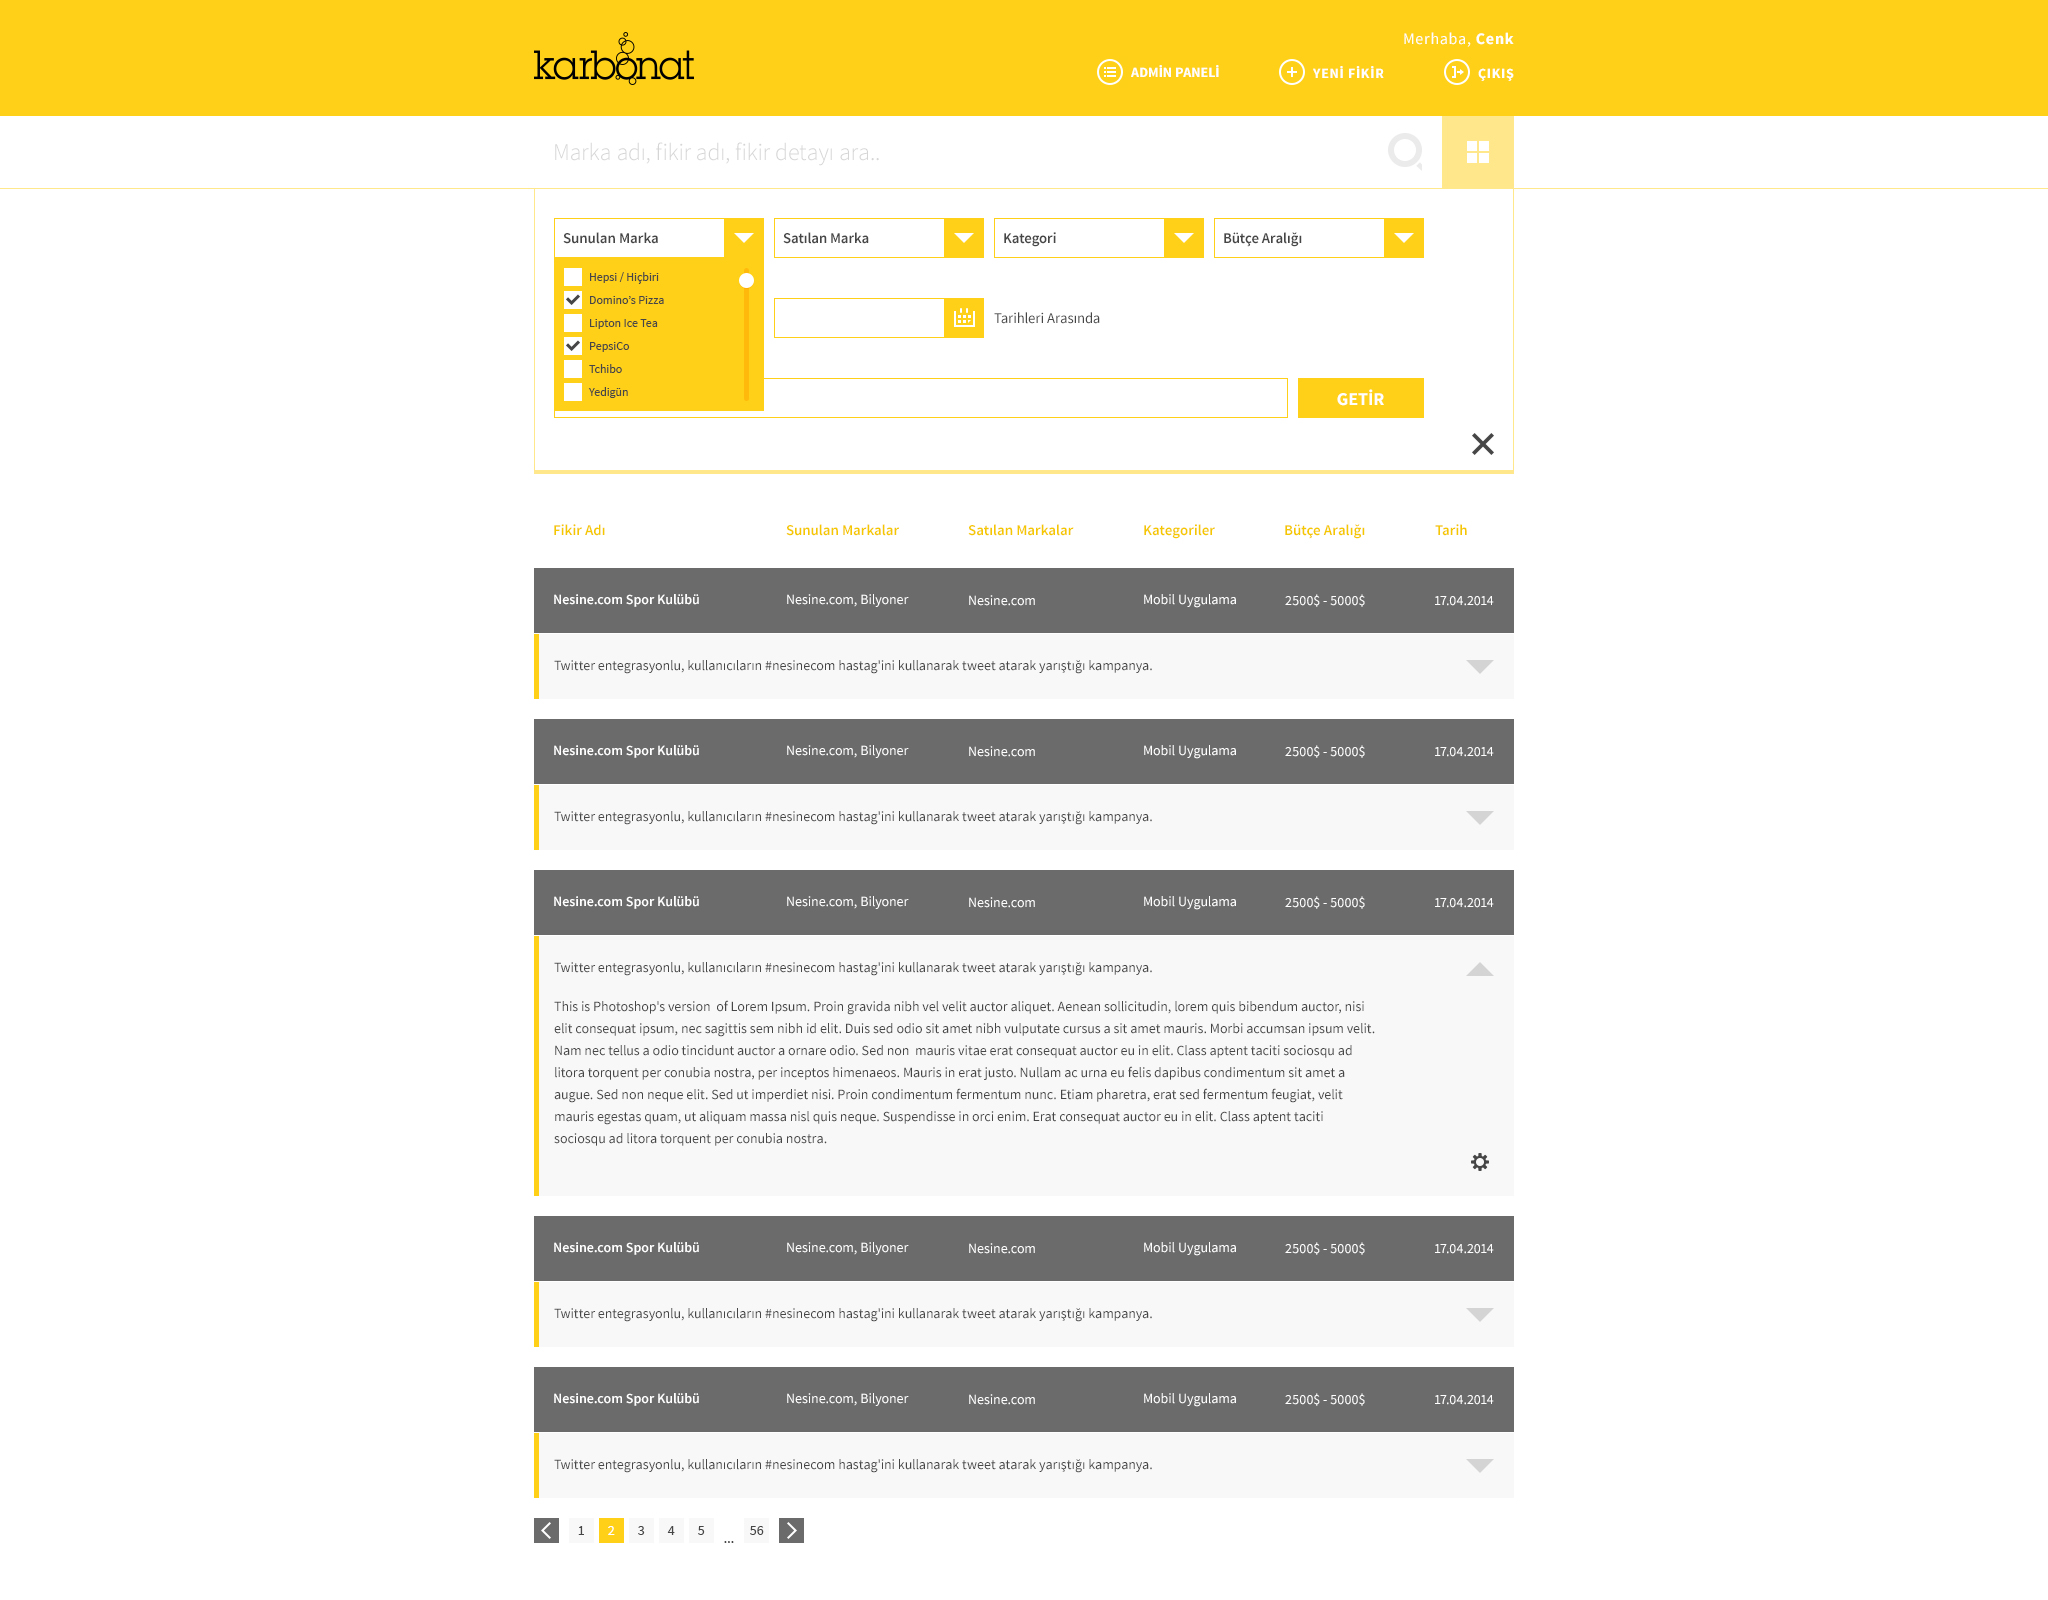 karbonat
Merhaba, Cenk
ADMİN PANELİ
YENİ FİKİR
ÇIKIŞ
Marka adı, fikir adı, fikir detayı ara..
Sunulan Marka
Satılan Marka
Kategori
Bütçe Aralığı
Hepsi / Hiçbiri
Domino's Pizza
Lipton Ice Tea
PepsiCo
Tchibo
Yedigün
Tarihleri Arasında
GETİR
Fikir Adı Sunulan Markalar Satılan Markalar Kategoriler Bütçe Aralığı Tarih
Nesine.com Spor Kulübü Nesine.com, Bilyoner Nesine.com Mobil Uygulama 2500$ - 5000$ 17.04.2014
Twitter entegrasyonlu, kullanıcıların #nesinecom hastag'ini kullanarak tweet atarak yarıştığı kampanya.
Nesine.com Spor Kulübü Nesine.com, Bilyoner Nesine.com Mobil Uygulama 2500$ - 5000$ 17.04.2014
Twitter entegrasyonlu, kullanıcıların #nesinecom hastag'ini kullanarak tweet atarak yarıştığı kampanya.
Nesine.com Spor Kulübü Nesine.com, Bilyoner Nesine.com Mobil Uygulama 2500$ - 5000$ 17.04.2014
Twitter entegrasyonlu, kullanıcıların #nesinecom hastag'ini kullanarak tweet atarak yarıştığı kampanya.
This is Photoshop's version  of Lorem Ipsum. Proin gravida nibh vel velit auctor aliquet. Aenean sollicitudin, lorem quis bibendum auctor, nisi
elit consequat ipsum, nec sagittis sem nibh id elit. Duis sed odio sit amet nibh vulputate cursus a sit amet mauris. Morbi accumsan ipsum velit.
Nam nec tellus a odio tincidunt auctor a ornare odio. Sed non  mauris vitae erat consequat auctor eu in elit. Class aptent taciti sociosqu ad
litora torquent per conubia nostra, per inceptos himenaeos. Mauris in erat justo. Nullam ac urna eu felis dapibus condimentum sit amet a
augue. Sed non neque elit. Sed ut imperdiet nisi. Proin condimentum fermentum nunc. Etiam pharetra, erat sed fermentum feugiat, velit
mauris egestas quam, ut aliquam massa nisl quis neque. Suspendisse in orci enim. Erat consequat auctor eu in elit. Class aptent taciti
sociosqu ad litora torquent per conubia nostra.
Nesine.com Spor Kulübü Nesine.com, Bilyoner Nesine.com Mobil Uygulama 2500$ - 5000$ 17.04.2014
Twitter entegrasyonlu, kullanıcıların #nesinecom hastag'ini kullanarak tweet atarak yarıştığı kampanya.
Nesine.com Spor Kulübü Nesine.com, Bilyoner Nesine.com Mobil Uygulama 2500$ - 5000$ 17.04.2014
Twitter entegrasyonlu, kullanıcıların #nesinecom hastag'ini kullanarak tweet atarak yarıştığı kampanya.
1 2 3 4 5 ... 56